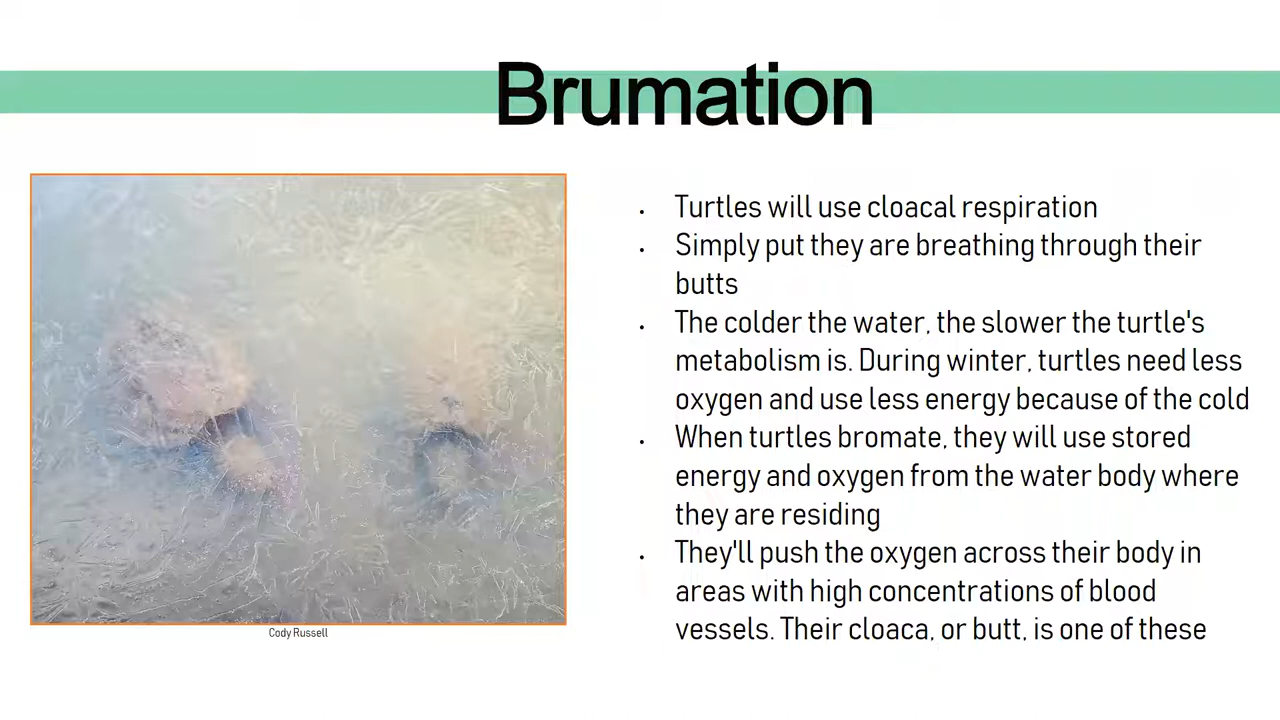 Brumation
Turtles will use cloacal respiration
Simply put they are breathing through their
butts
The colder the water, the slower the turtle's
metabolism is. During winter, turtles need less
oxygen and use less energy because of the cold
When turtles bromate, they will use stored
energy and oxygen from the water body where
they are residing
They'll push the oxygen across their body in
areas with high concentrations of blood
vessels. Their cloaca, or butt, is one of these
Cody Russell